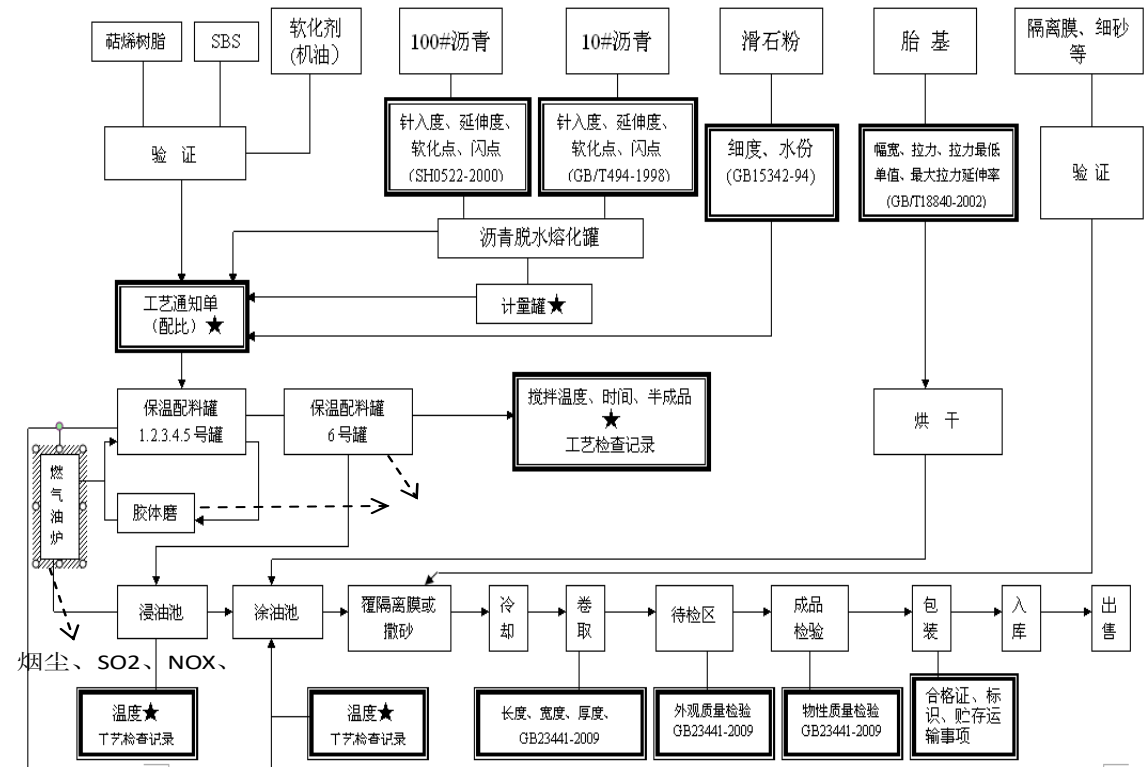 萜烯树脂
SBS
软化剂
(机油)
100#沥青
10#沥青
滑石粉
胎 基
隔离膜、细砂
等
针入度、延伸度、
软化点、闪点
(SH0522-2000)
针入度、延伸度、
软化点、闪点
(GB/T494-1998)
细度、水份
(GB15342-94)
幅宽、拉力、拉力最低
单值、最大拉力延伸率
(GB/T18840-2002)
验 证
验 证
沥青脱水熔化罐
工艺通知单
(配比) ★
计量罐★
保温配料罐
1.2.3.4.5号罐
保温配料罐
6号罐
搅拌温度、时间、半成品
★
工艺检查记录
烘 干
燃
气
油
炉
胶体磨
浸油池
涂油池
覆隔离膜或
撒砂
冷
却
卷
取
待检区
成品
检验
包
装
入
库
出
售
烟尘、SO2、NOX、
温度★
工艺检查记录
温度★
工艺检查记录
长度、宽度、厚度、
GB23441-2009
外观质量检验
GB23441-2009
物性质量检验
GB23441-2009
合格证、标
识、贮存运
输事项